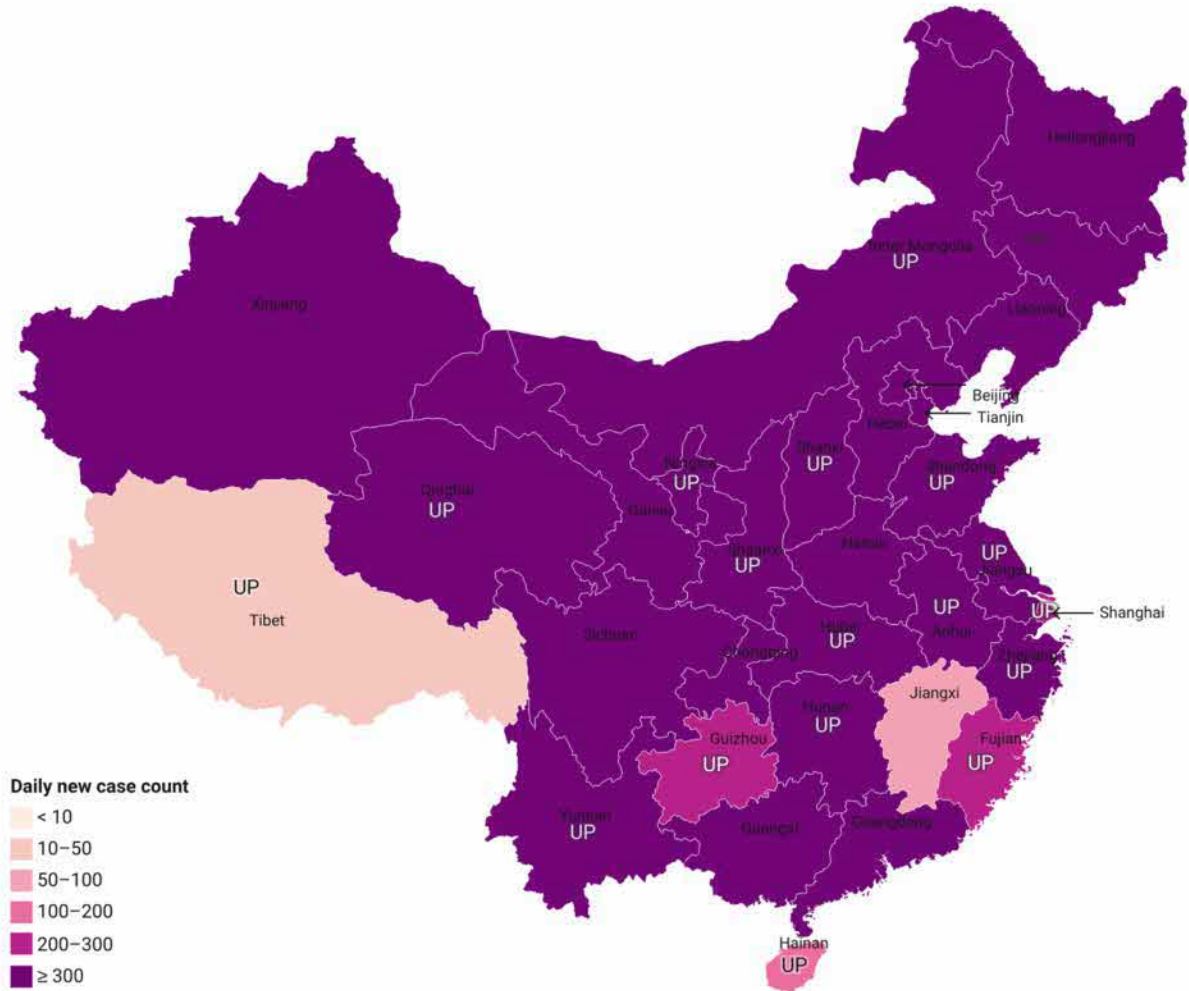 Heilongjiang
Inner Mongolia
UP
Xinjiang
Liaoning
Beijing
Tianjin
Hebei
Shanxi
UP
Ningxia
UP
Shandong
UP
Qinghai
UP
Gansu
Henan
Shaanxi
UP
UP
Jiangsu
UP
Anhui
UP
Shanghai
UP
Tibet
Sichuan
Chongqing
Hubei
UP
Zhejiang
UP
Jiangxi
Hunan
UP
Guizhou
UP
Fujian
UP
Yunnan
UP
Guangxi
Guangdong
Hainan
UP
Daily new case count
< 10
10–50
50–100
100–200
200–300
≥ 300